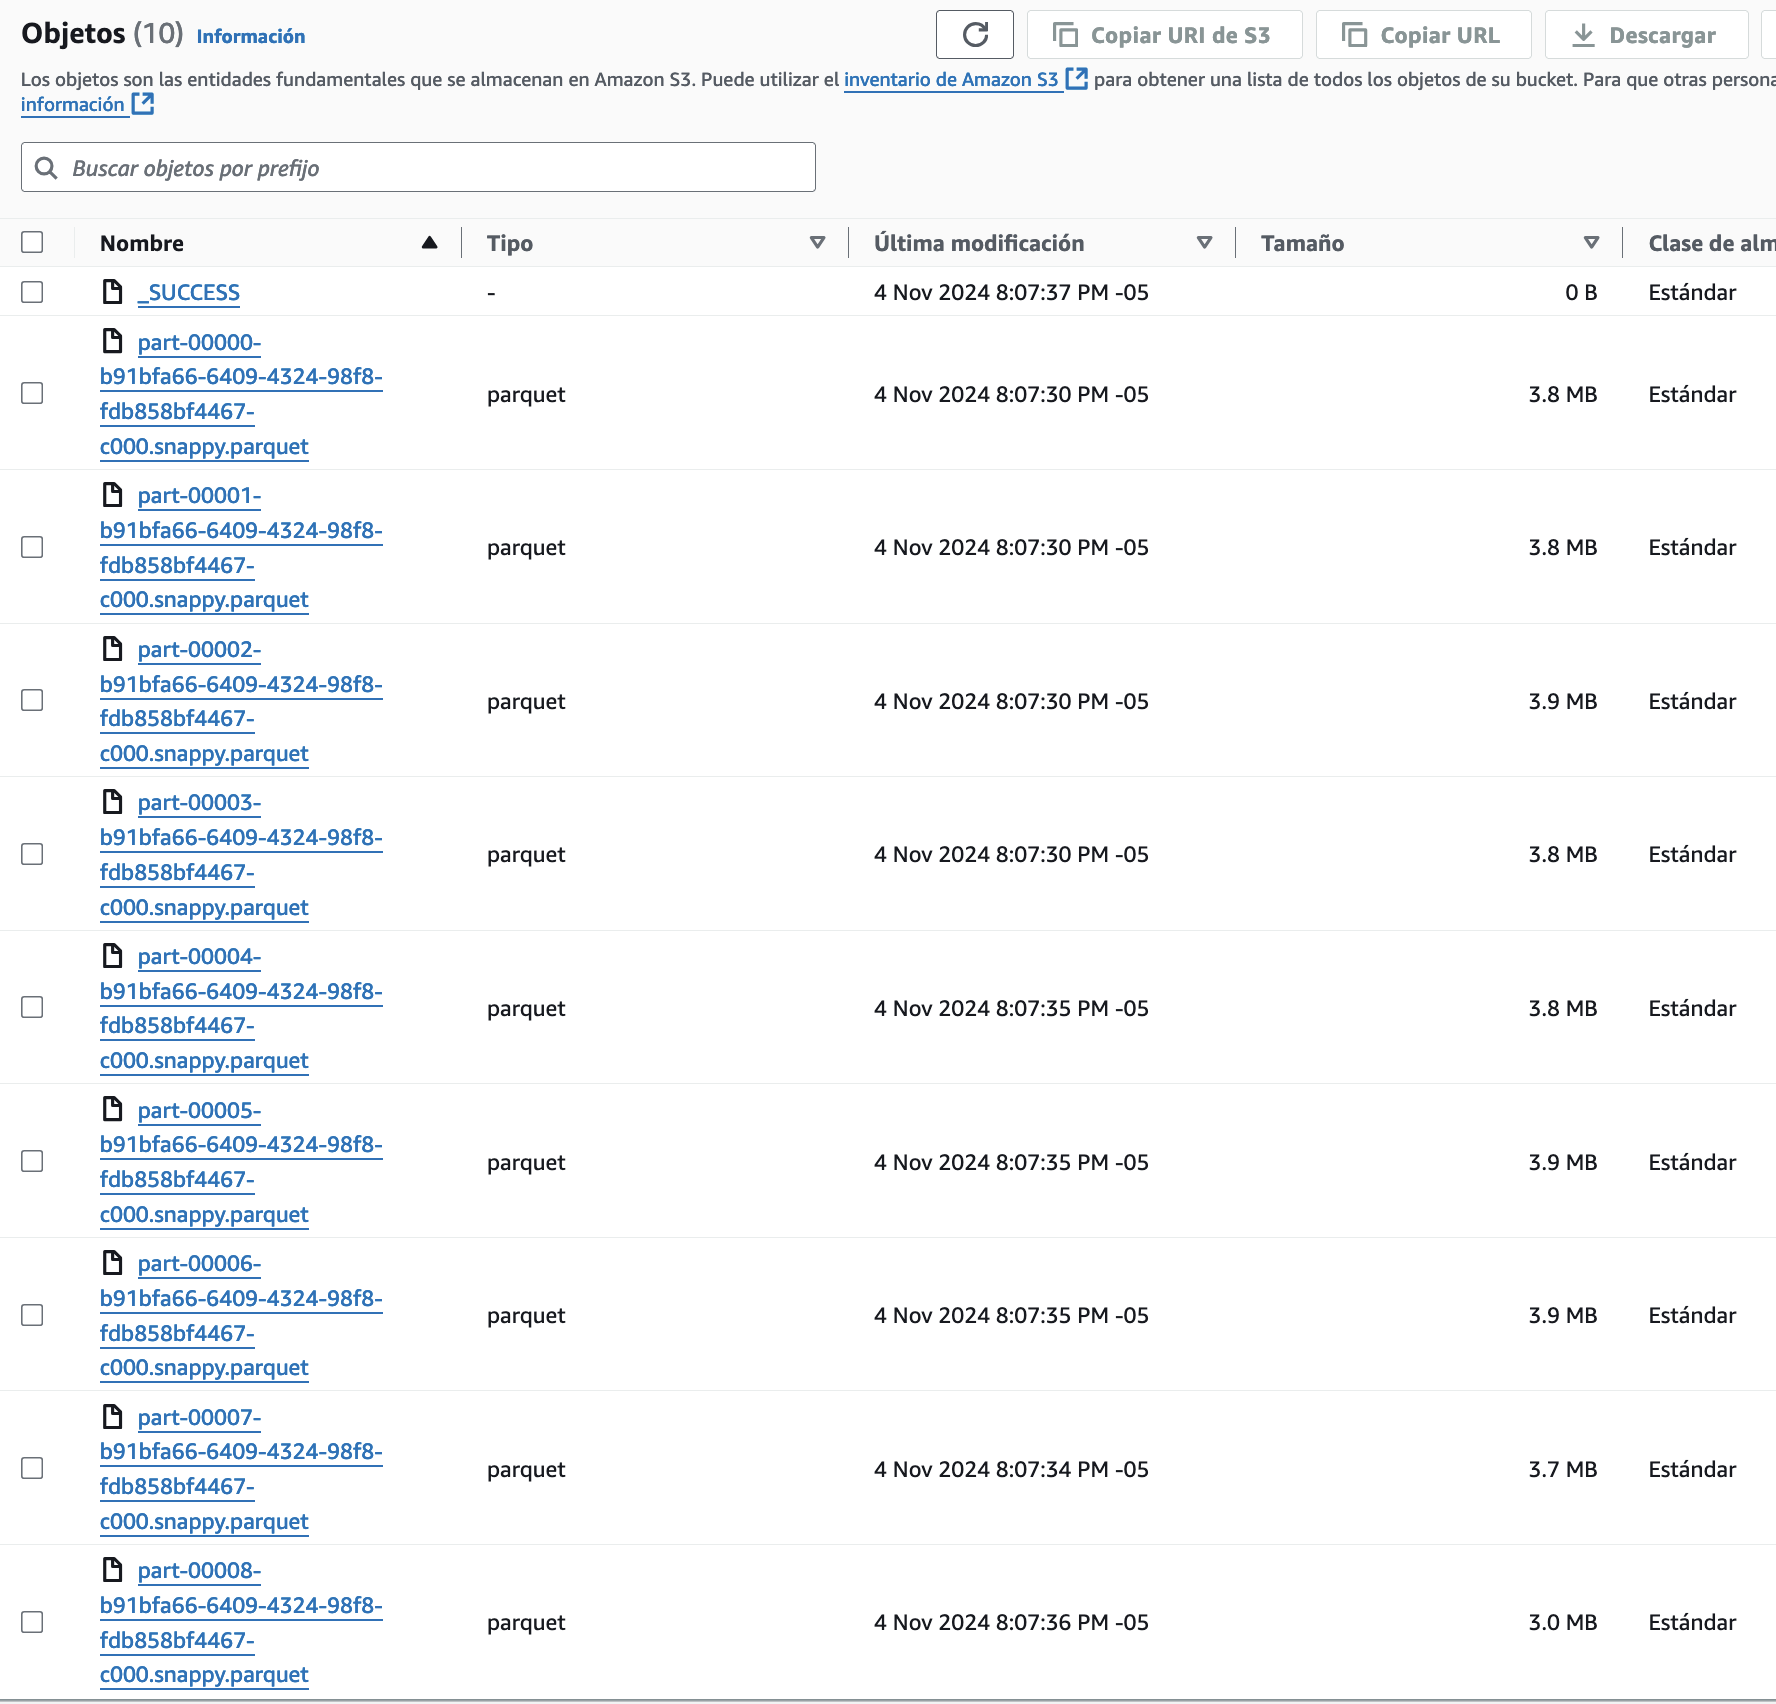 Objetos (10) Información
Copiar URI de S3
Copiar URL
Descargar
Los objetos son las entidades fundamentales que se almacenan en Amazon S3. Puede utilizar el inventario de Amazon S3 para obtener una lista de todos los objetos de su bucket. Para que otras persona
información
Buscar objetos por prefijo
Nombre Tipo Última modificación Tamaño Clase de alm
_SUCCESS - 4 Nov 2024 8:07:37 PM -05 0 B Estándar
part-00000-
b91bfa66-6409-4324-98f8-
fdb858bf4467-
c000.snappy.parquet
parquet 4 Nov 2024 8:07:30 PM -05 3.8 MB Estándar
part-00001-
b91bfa66-6409-4324-98f8-
fdb858bf4467-
c000.snappy.parquet
parquet 4 Nov 2024 8:07:30 PM -05 3.8 MB Estándar
part-00002-
b91bfa66-6409-4324-98f8-
fdb858bf4467-
c000.snappy.parquet
parquet 4 Nov 2024 8:07:30 PM -05 3.9 MB Estándar
part-00003-
b91bfa66-6409-4324-98f8-
fdb858bf4467-
c000.snappy.parquet
parquet 4 Nov 2024 8:07:30 PM -05 3.8 MB Estándar
part-00004-
b91bfa66-6409-4324-98f8-
fdb858bf4467-
c000.snappy.parquet
parquet 4 Nov 2024 8:07:35 PM -05 3.8 MB Estándar
part-00005-
b91bfa66-6409-4324-98f8-
fdb858bf4467-
c000.snappy.parquet
parquet 4 Nov 2024 8:07:35 PM -05 3.9 MB Estándar
part-00006-
b91bfa66-6409-4324-98f8-
fdb858bf4467-
c000.snappy.parquet
parquet 4 Nov 2024 8:07:35 PM -05 3.9 MB Estándar
part-00007-
b91bfa66-6409-4324-98f8-
fdb858bf4467-
c000.snappy.parquet
parquet 4 Nov 2024 8:07:34 PM -05 3.7 MB Estándar
part-00008-
b91bfa66-6409-4324-98f8-
fdb858bf4467-
c000.snappy.parquet
parquet 4 Nov 2024 8:07:36 PM -05 3.0 MB Estándar